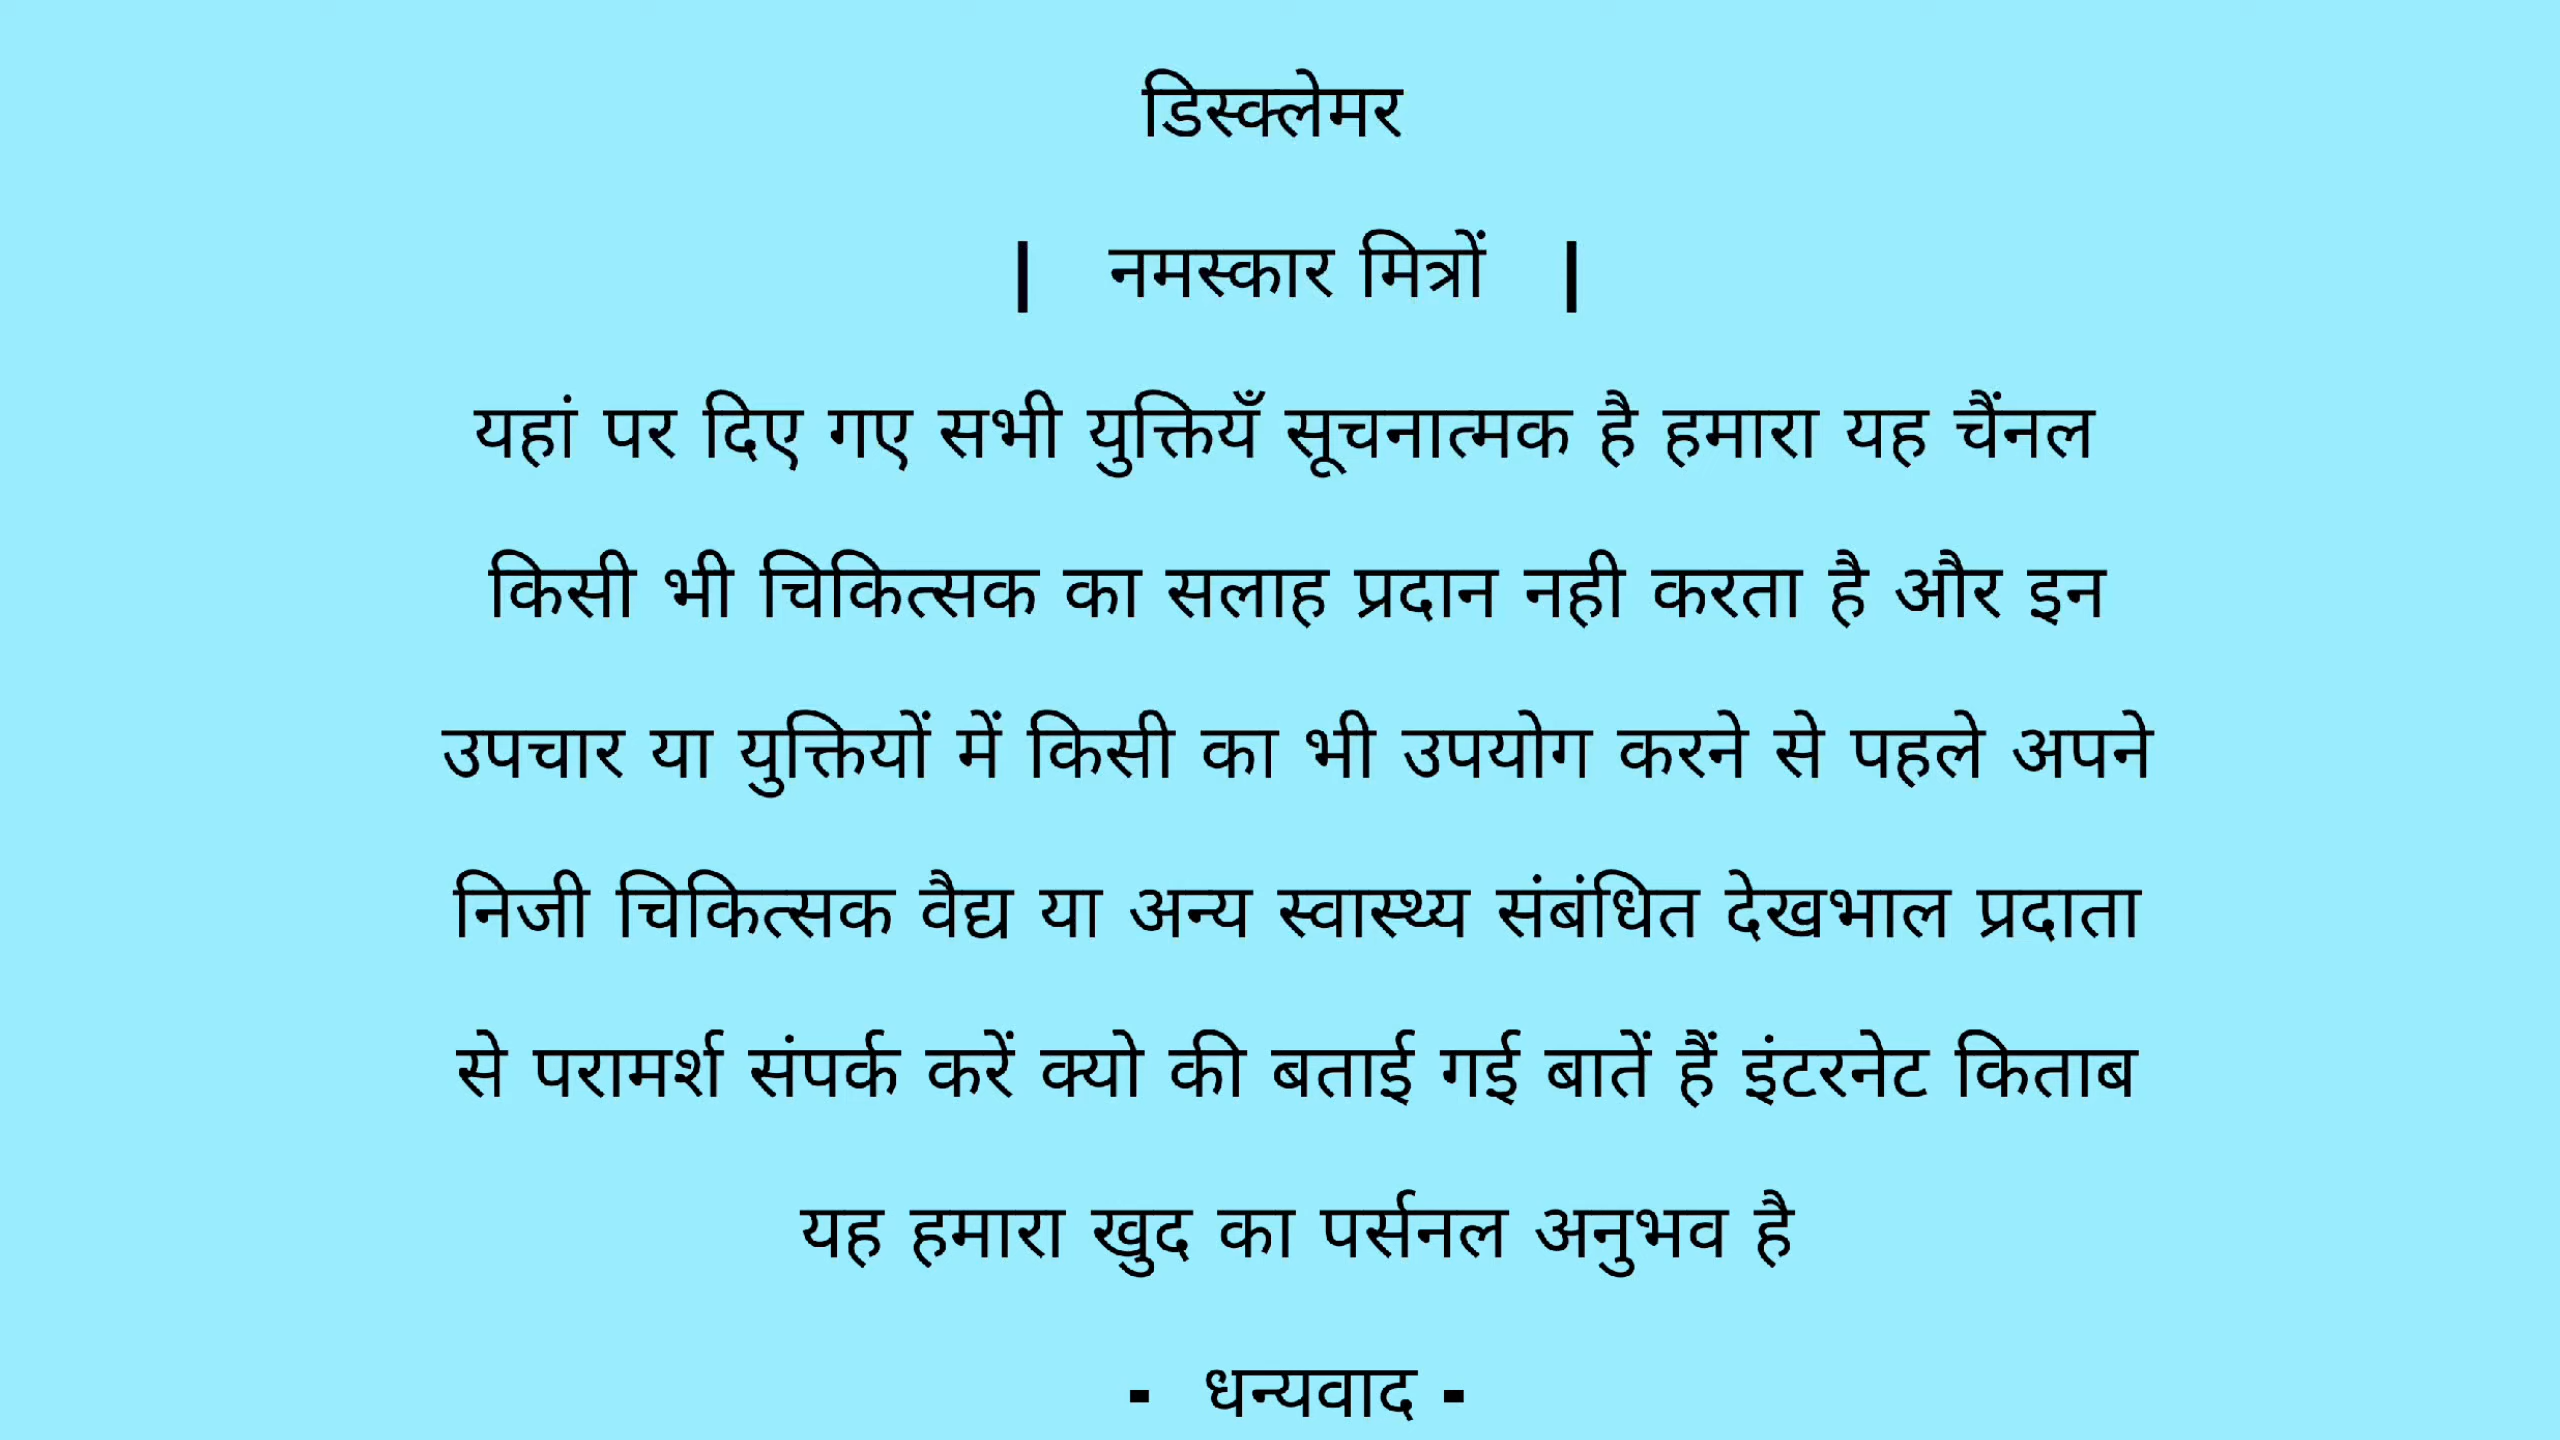 डिस्क्लेमर
| नमस्कार मित्रों |
यहां पर दिए गए सभी युक्तियँ सूचनात्मक है हमारा यह चैंनल
किसी भी चिकित्सक का सलाह प्रदान नही करता है और इन
उपचार या युक्तियों में किसी का भी उपयोग करने से पहले अपने
निजी चिकित्सक वैद्य या अन्य स्वास्थ्य संबंधित देखभाल प्रदाता
से परामर्श संपर्क करें क्यो की बताई गई बातें हैं इंटरनेट किताब
यह हमारा खुद का पर्सनल अनुभव है
- धन्यवाद -